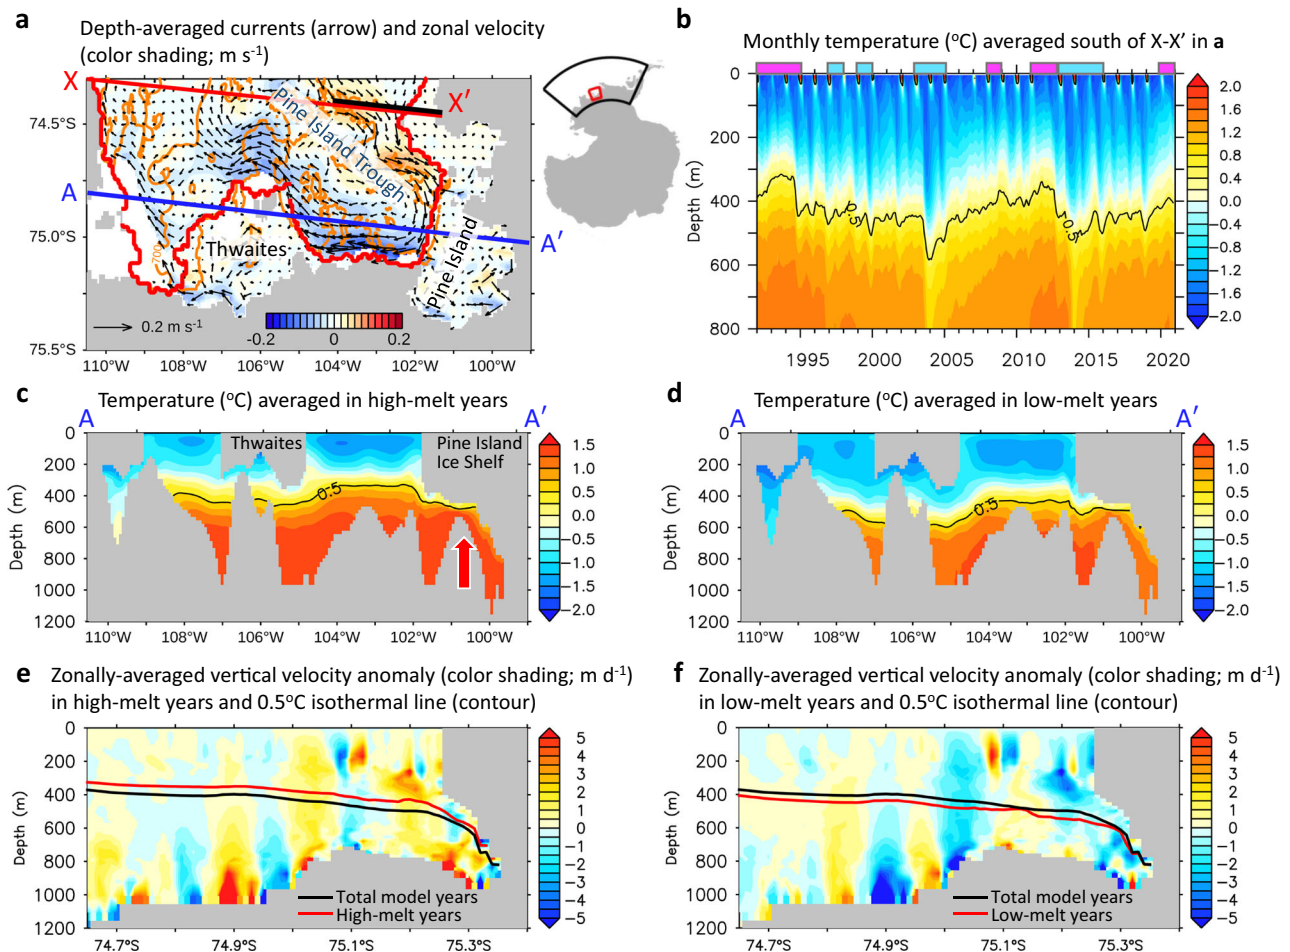 a
Depth-averaged currents (arrow) and zonal velocity
(color shading; m s⁻¹)
X
X′
Pine Island Trough
74.5°S
A
A′
75.0°S
700
Thwaites
Pine Island
0.2 m s⁻¹
-0.2 0 0.2
75.5°S
110°W 108°W 106°W 104°W 102°W 100°W
b
Monthly temperature (°C) averaged south of X-X′ in a
Depth (m)
0
200
400
600
800
0.5
0.5
1995 2000 2005 2010 2015 2020
2.0
1.6
1.2
0.8
0.4
0.0
−0.4
−0.8
−1.2
−1.6
−2.0
c
Temperature (°C) averaged in high-melt years
A
A′
Thwaites
Pine Island
Ice Shelf
0.5
Depth (m)
0
200
400
600
800
1000
1200
110°W 108°W 106°W 104°W 102°W 100°W
1.5
1.0
0.5
0.0
−0.5
−1.0
−1.5
−2.0
d
Temperature (°C) averaged in low-melt years
A
A′
0.5
Depth (m)
0
200
400
600
800
1000
1200
110°W 108°W 106°W 104°W 102°W 100°W
1.5
1.0
0.5
0.0
−0.5
−1.0
−1.5
−2.0
e
Zonally-averaged vertical velocity anomaly (color shading; m d⁻¹)
in high-melt years and 0.5°C isothermal line (contour)
Depth (m)
0
200
400
600
800
1000
1200
Total model years
High-melt years
74.7°S 74.9°S 75.1°S 75.3°S
5
4
3
2
1
0
−1
−2
−3
−4
−5
f
Zonally-averaged vertical velocity anomaly (color shading; m d⁻¹)
in low-melt years and 0.5°C isothermal line (contour)
Depth (m)
0
200
400
600
800
1000
1200
Total model years
Low-melt years
74.7°S 74.9°S 75.1°S 75.3°S
5
4
3
2
1
0
−1
−2
−3
−4
−5